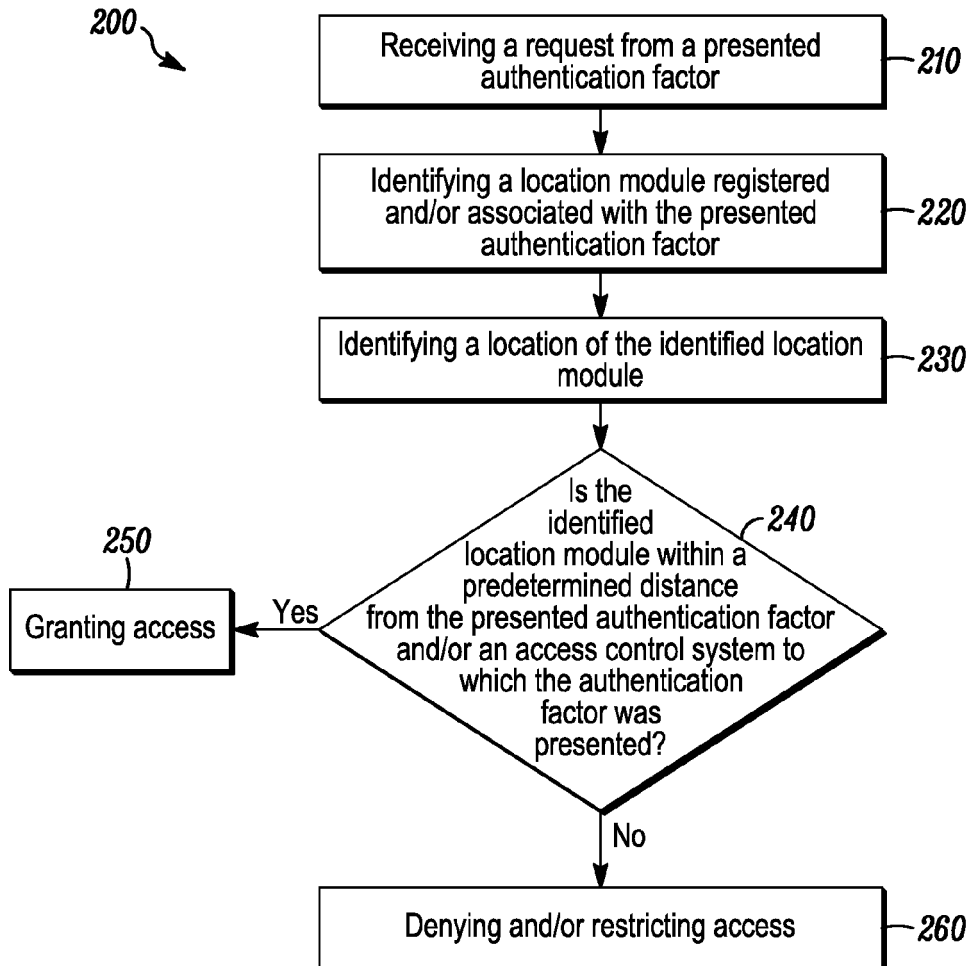 200
Receiving a request from a presented
authentication factor
210
Identifying a location module registered
and/or associated with the presented
authentication factor
220
Identifying a location of the identified location
module
230
Is the
identified
location module within a
predetermined distance
from the presented authentication factor
and/or an access control system to
which the authentication
factor was
presented?
240
250
Granting access
Yes
No
Denying and/or restricting access
260